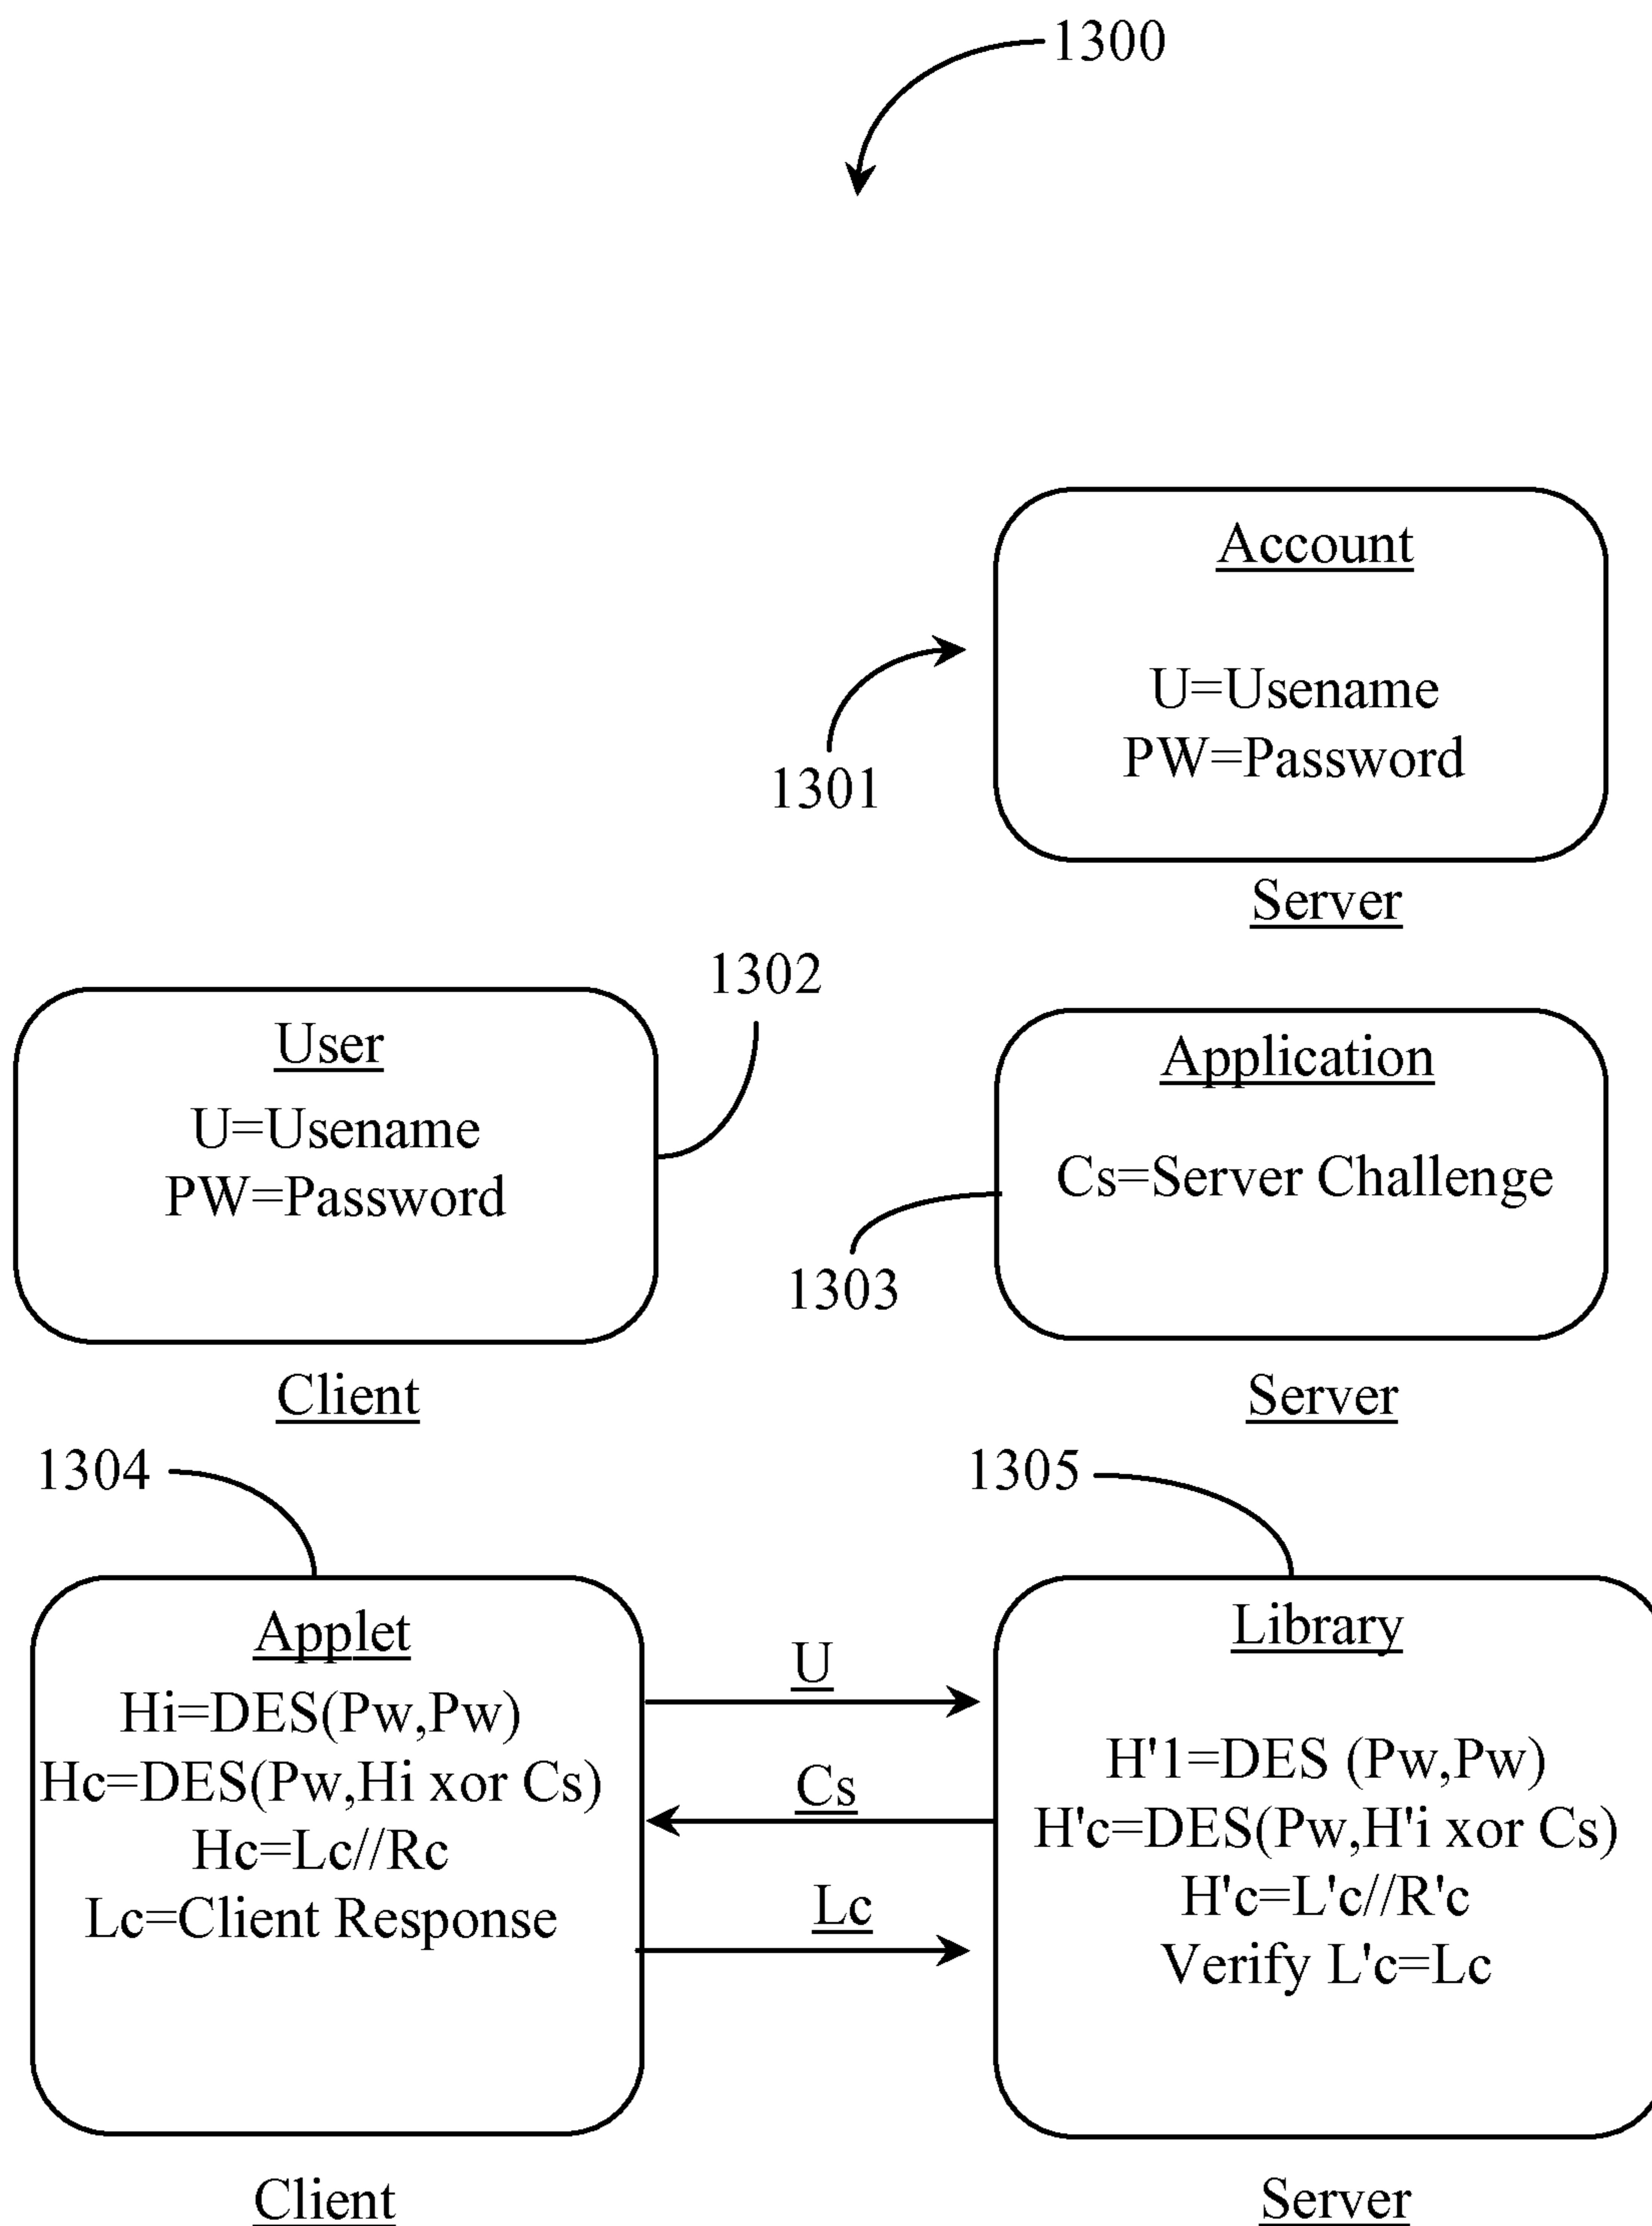 1300
Account
U=Usename
PW=Password
1301
Server
1302
User
U=Usename
PW=Password
Client
Application
Cs=Server Challenge
1303
Server
1304
Applet
Hi=DES(Pw,Pw)
Hc=DES(Pw,Hi xor Cs)
Hc=Lc//Rc
Lc=Client Response
Client
U
Cs
Lc
1305
Library
H'1=DES (Pw,Pw)
H'c=DES(Pw,H'i xor Cs)
H'c=L'c//R'c
Verify L'c=Lc
Server